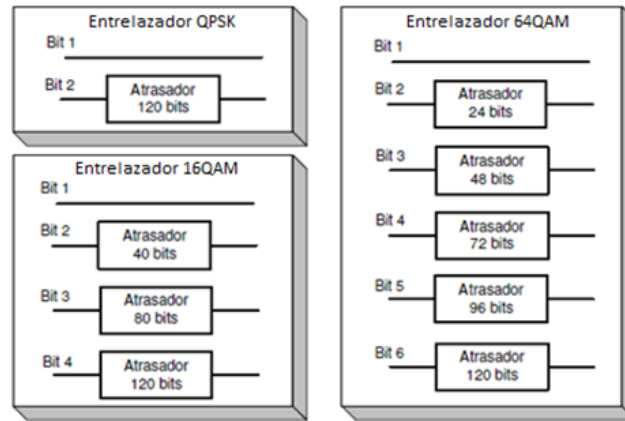 Entrelazador QPSK
Bit 1
Bit 2
Atrasador
120 bits
Entrelazador 16QAM
Bit 1
Bit 2
Atrasador
40 bits
Bit 3
Atrasador
80 bits
Bit 4
Atrasador
120 bits
Entrelazador 64QAM
Bit 1
Bit 2
Atrasador
24 bits
Bit 3
Atrasador
48 bits
Bit 4
Atrasador
72 bits
Bit 5
Atrasador
96 bits
Bit 6
Atrasador
120 bits